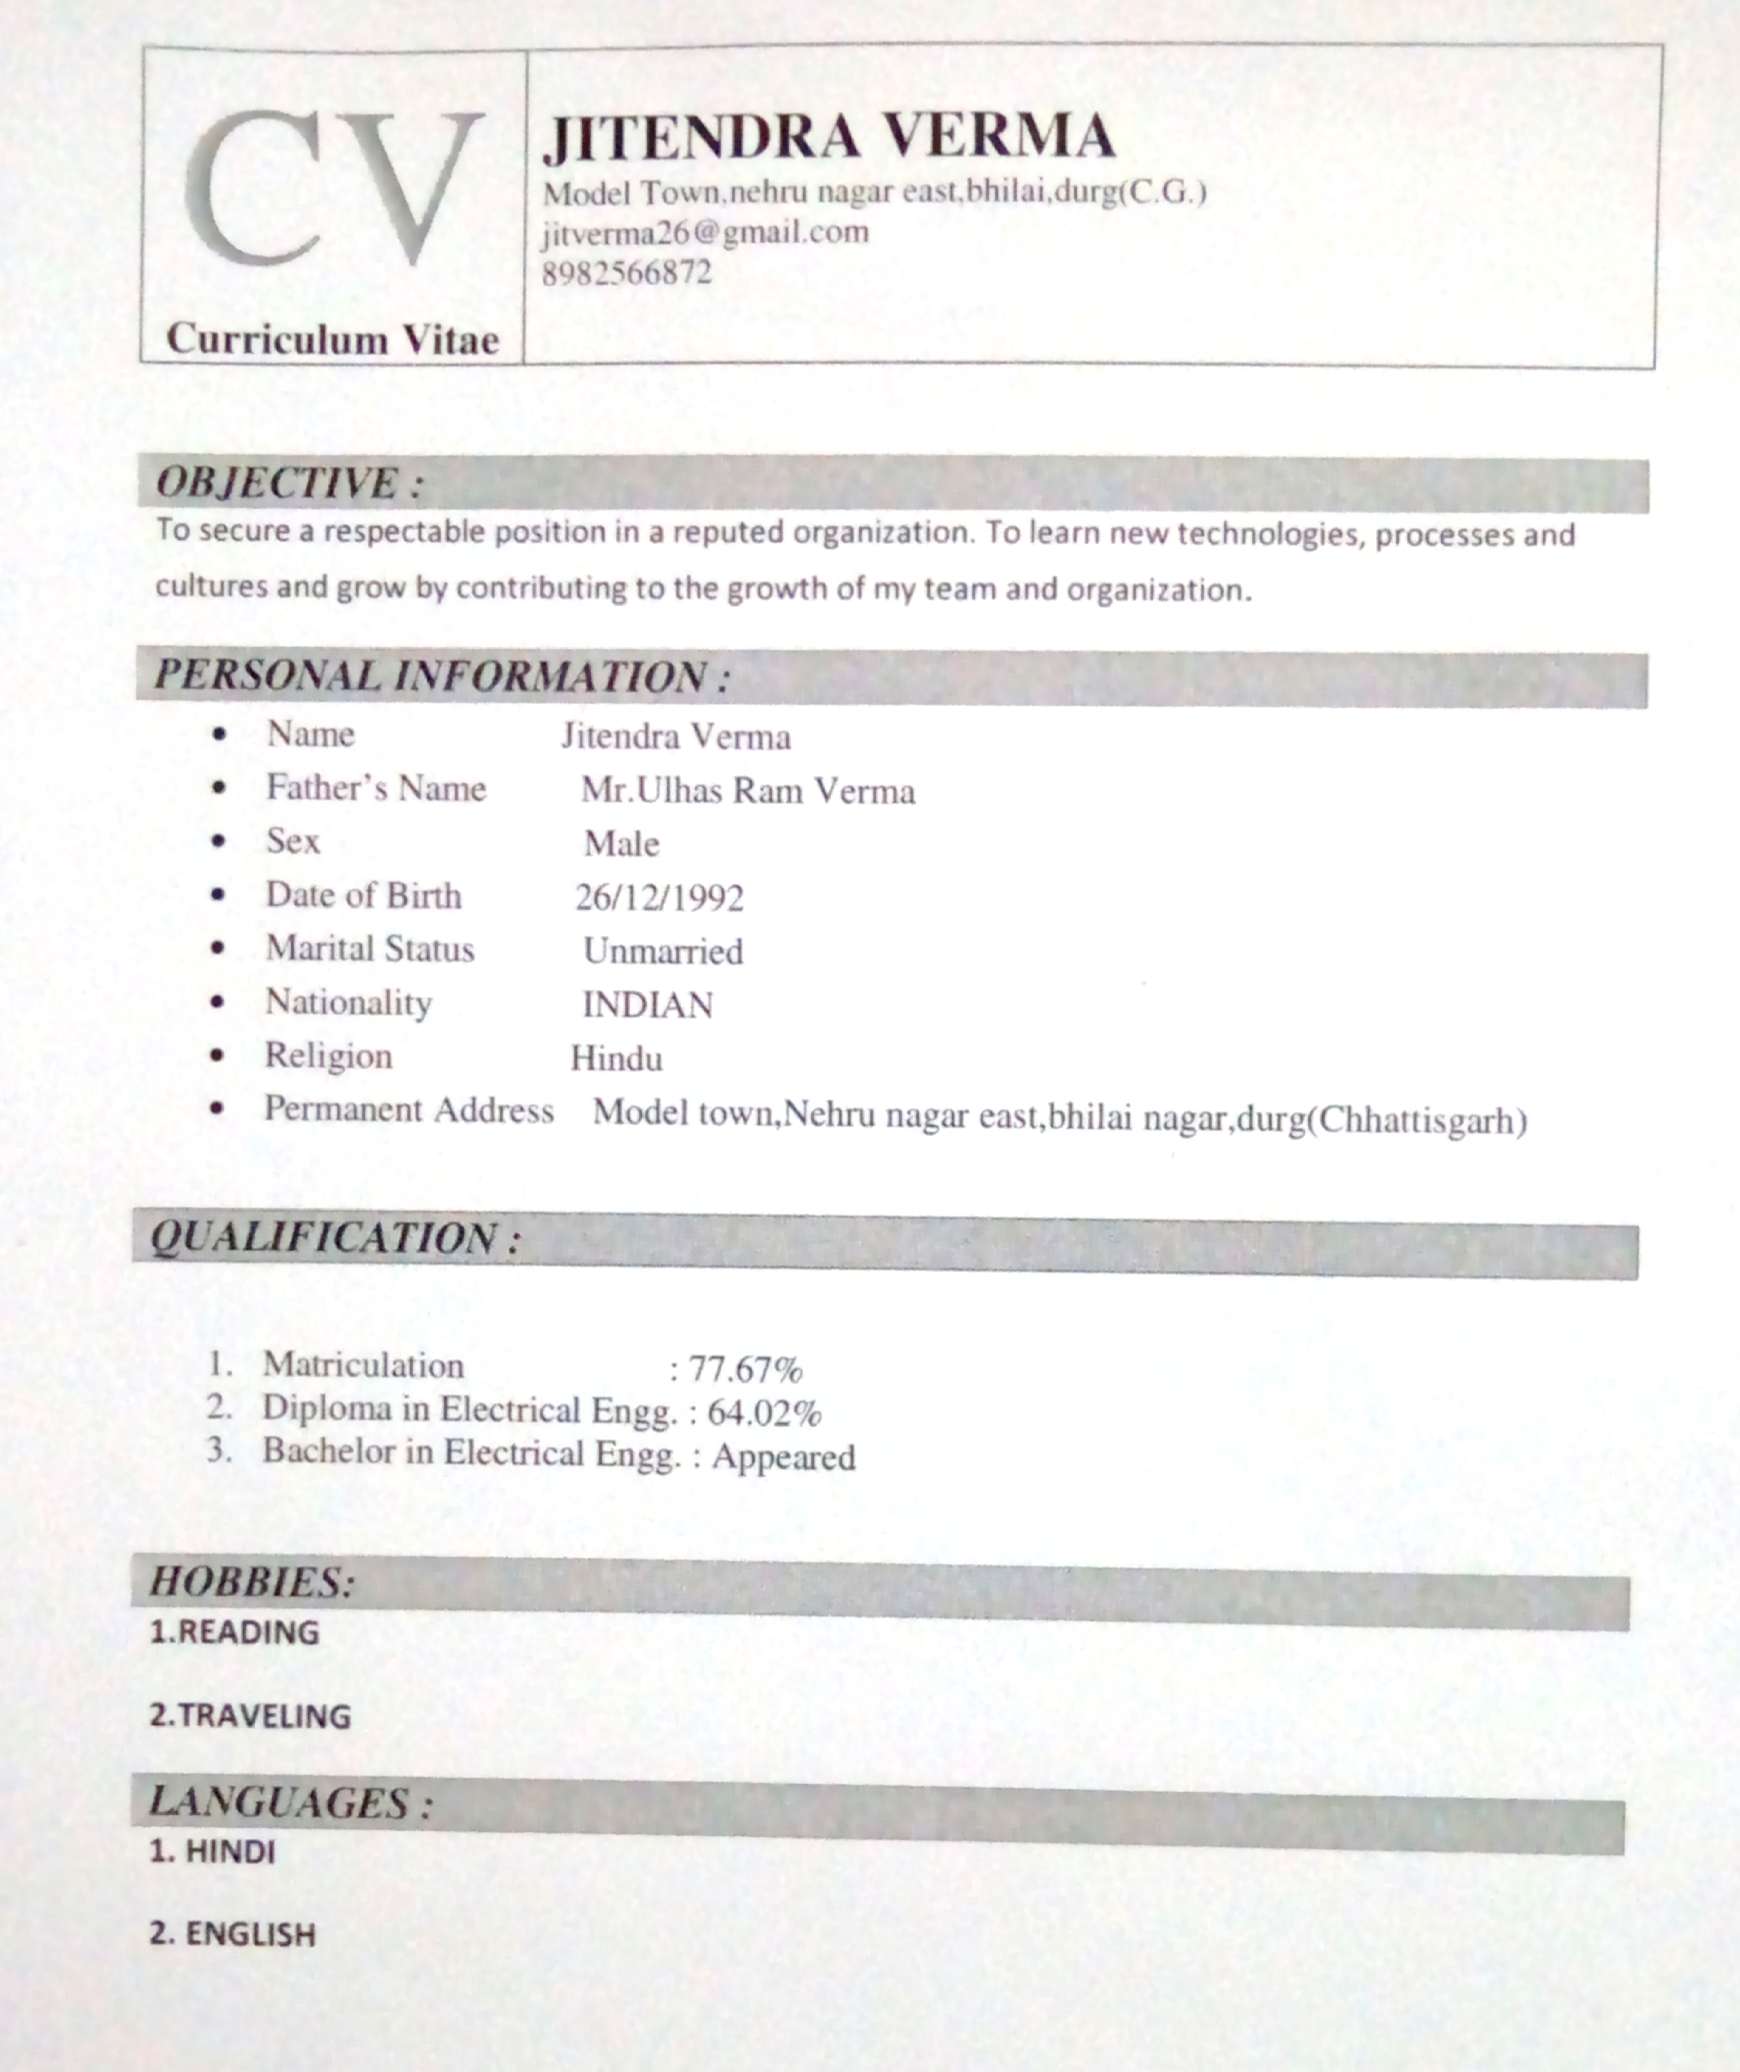 CV
Curriculum Vitae
JITENDRA VERMA
Model Town,nehru nagar east,bhilai,durg(C.G.)
jitverma26@gmail.com
8982566872
OBJECTIVE :
To secure a respectable position in a reputed organization. To learn new technologies, processes and
cultures and grow by contributing to the growth of my team and organization.
PERSONAL INFORMATION :
• Name Jitendra Verma
• Father's Name Mr.Ulhas Ram Verma
• Sex Male
• Date of Birth 26/12/1992
• Marital Status Unmarried
• Nationality INDIAN
• Religion Hindu
• Permanent Address Model town,Nehru nagar east,bhilai nagar,durg(Chhattisgarh)
QUALIFICATION :
1. Matriculation : 77.67%
2. Diploma in Electrical Engg. : 64.02%
3. Bachelor in Electrical Engg. : Appeared
HOBBIES:
1.READING
2.TRAVELING
LANGUAGES :
1. HINDI
2. ENGLISH